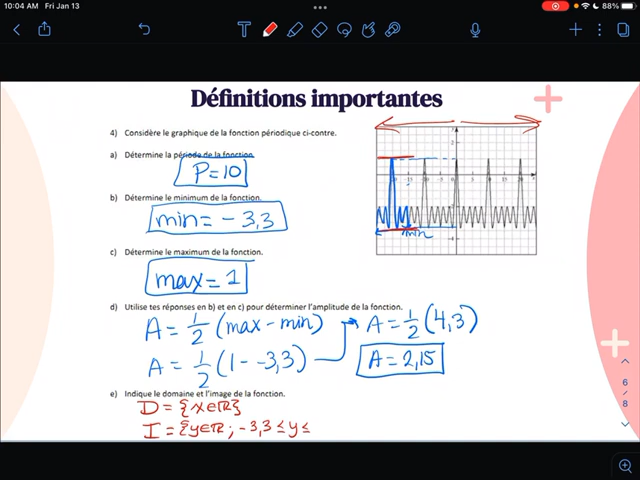 10:04 AM Fri Jan 13
88%
Définitions importantes
4) Considère le graphique de la fonction périodique ci-contre.
a) Détermine la période de la fonction.
P=10
b) Détermine le minimum de la fonction.
min = - 3,3
c) Détermine le maximum de la fonction.
max = 1
d) Utilise tes réponses en b) et en c) pour déterminer l'amplitude de la fonction.
A = 1/2 (max - min)
A = 1/2 (1 - -3,3)
A = 1/2 (4,3)
A = 2,15
e) Indique le domaine et l'image de la fonction.
D = {x∈ℝ}
I = {y∈ℝ; -3,3 ≤ y ≤
min
6
8